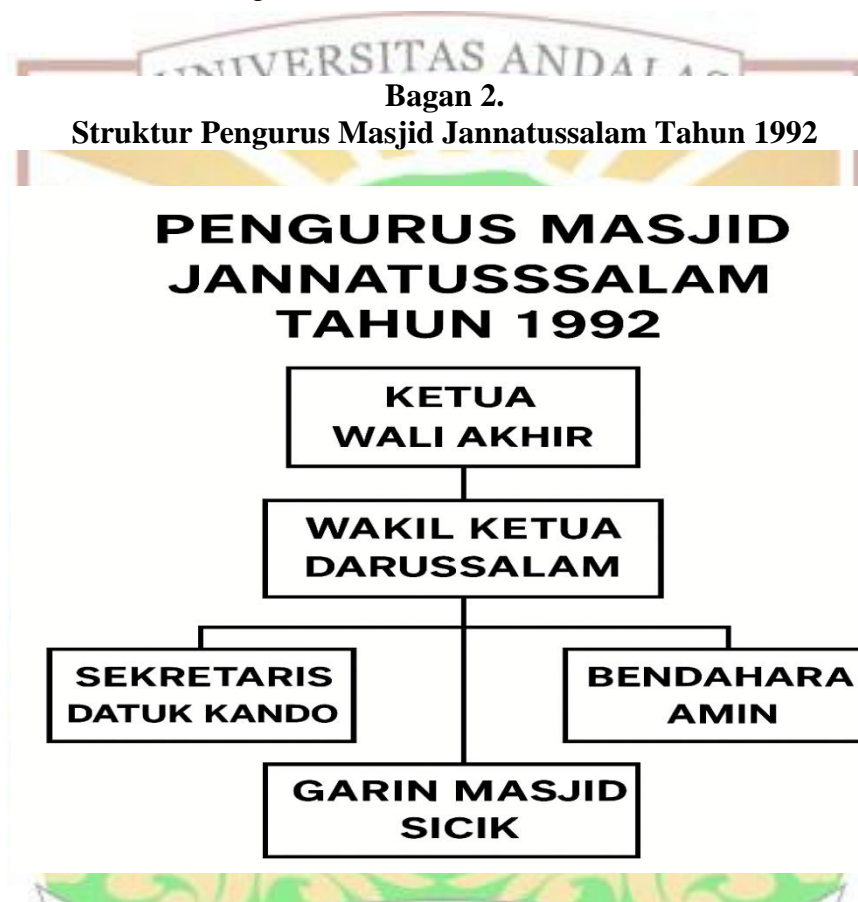 UNIVERSITAS ANDALAS
Bagan 2.
Struktur Pengurus Masjid Jannatussalam Tahun 1992
PENGURUS MASJID
JANNATUSSSALAM
TAHUN 1992
KETUA
WALI AKHIR
WAKIL KETUA
DARUSSALAM
SEKRETARIS
DATUK KANDO
BENDAHARA
AMIN
GARIN MASJID
SICIK